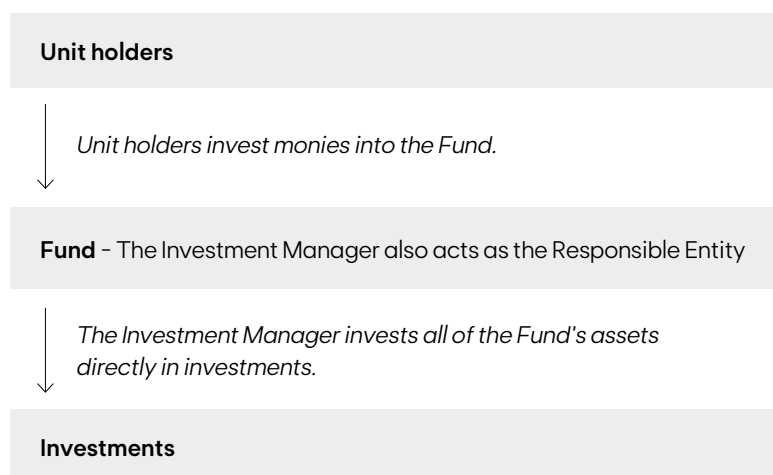 Unit holders
Unit holders invest monies into the Fund.
Fund - The Investment Manager also acts as the Responsible Entity
The Investment Manager invests all of the Fund's assets
directly in investments.
Investments